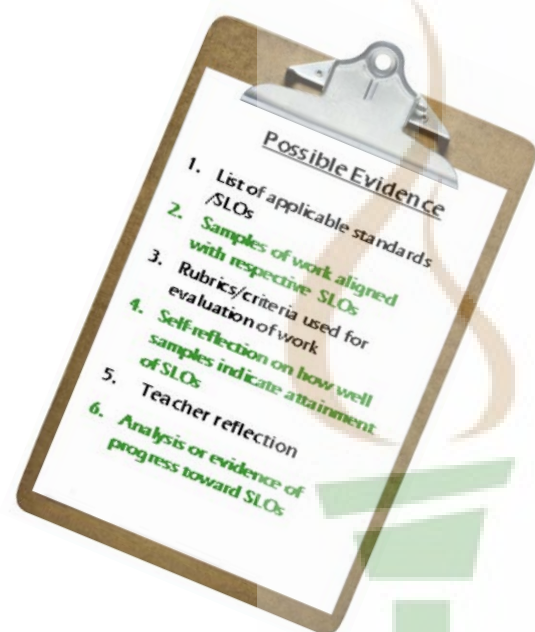 Possible Evidence
1. List of applicable standards
/SLOs
2. Samples of work aligned
with respective SLOs
3. Rubrics/criteria used for
evaluation of work
4. Self-reflection on how well
samples indicate attainment
of SLOs
5. Teacher reflection
6. Analysis or evidence of
progress toward SLOs